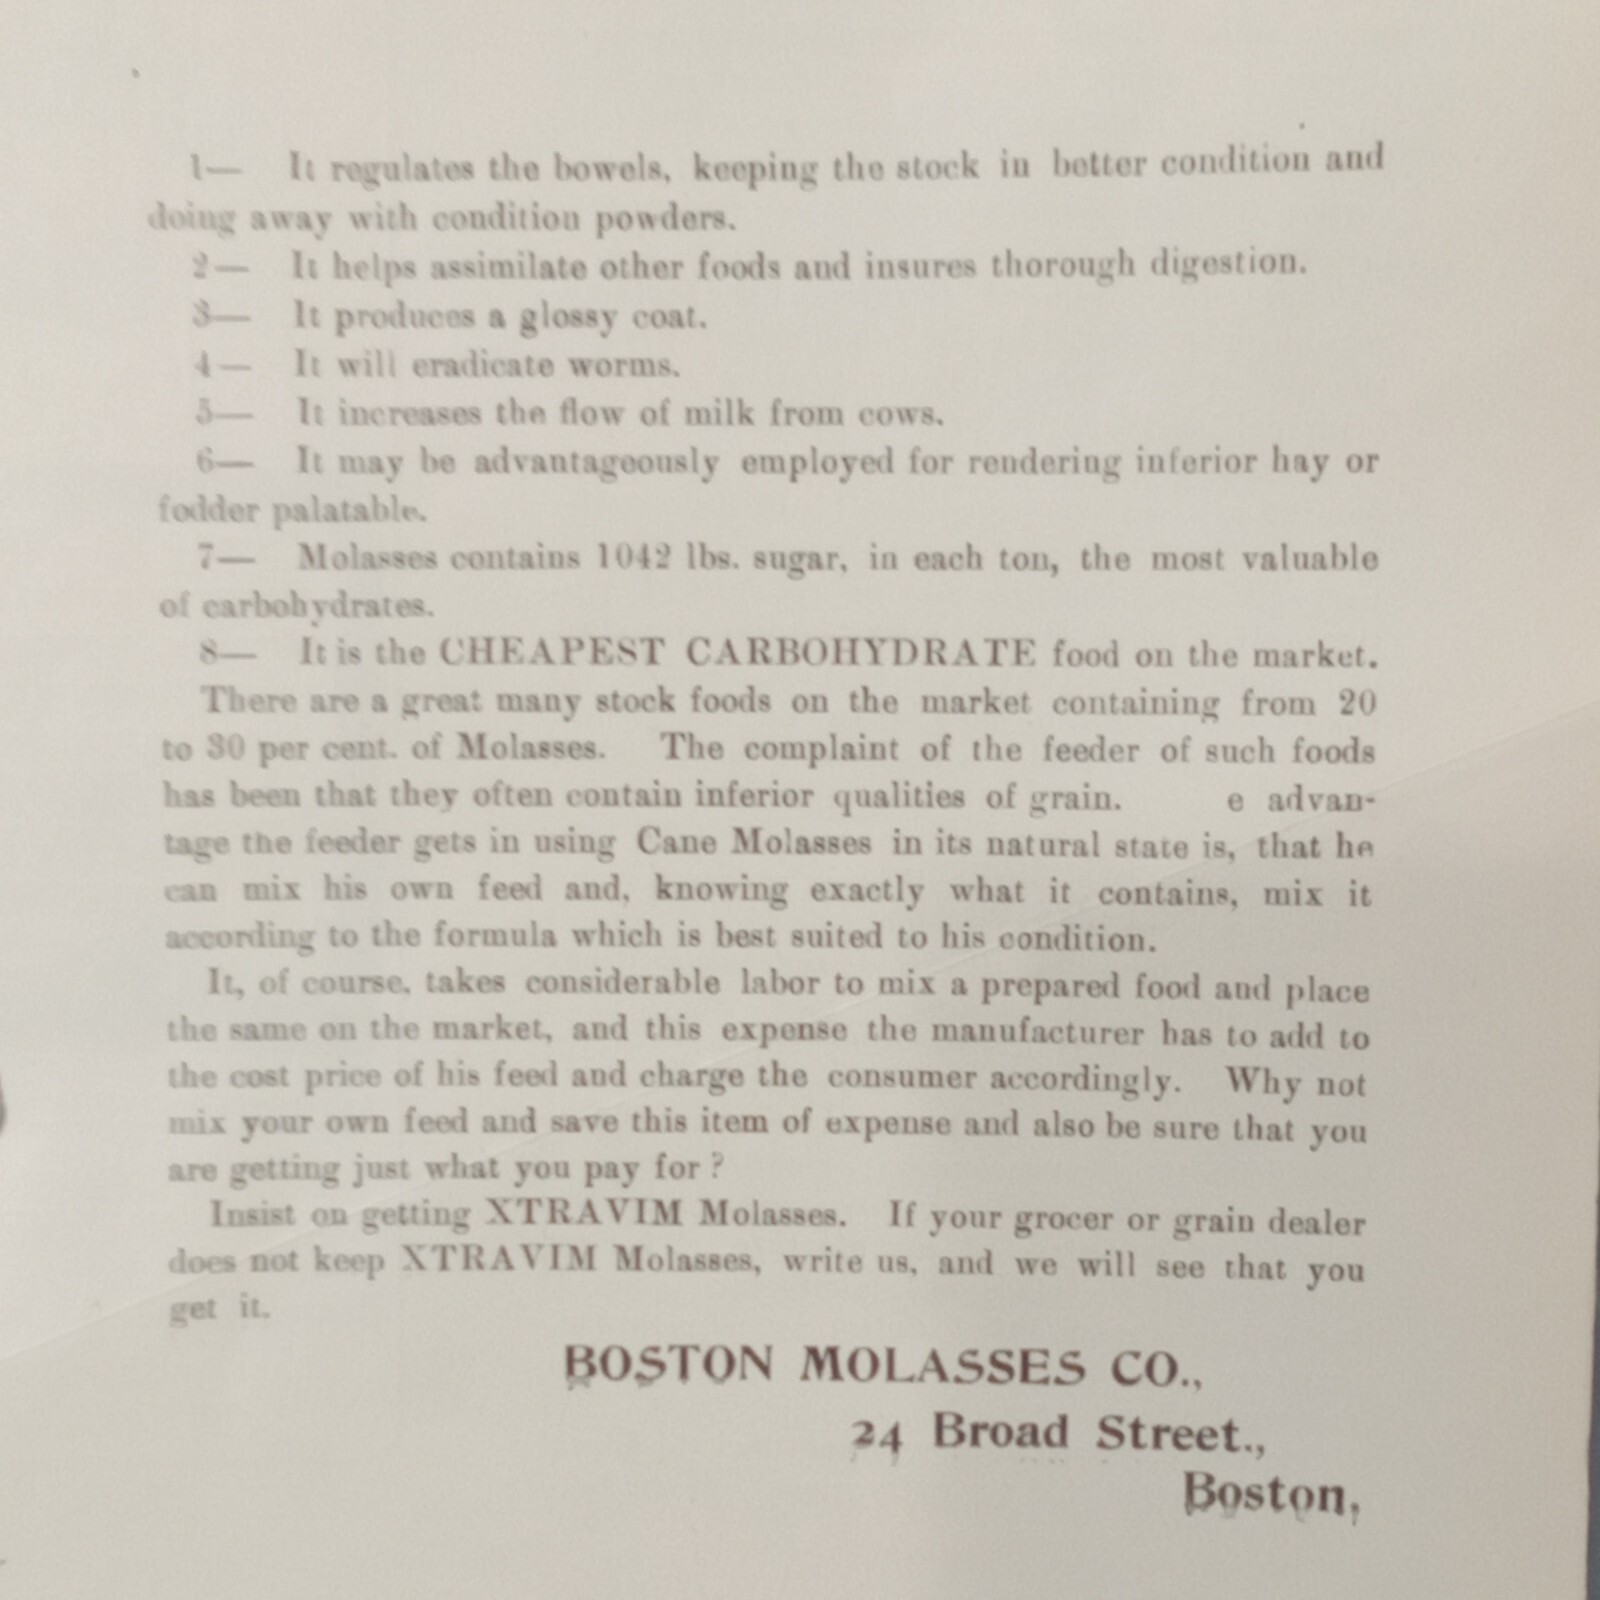 1— It regulates the bowels, keeping the stock in better condition and
doing away with condition powders.
2— It helps assimilate other foods and insures thorough digestion.
3— It produces a glossy coat.
4— It will eradicate worms.
5— It increases the flow of milk from cows.
6— It may be advantageously employed for rendering inferior hay or
fodder palatable.
7— Molasses contains 1042 lbs. sugar, in each ton, the most valuable
of carbohydrates.
8— It is the CHEAPEST CARBOHYDRATE food on the market.
There are a great many stock foods on the market containing from 20
to 30 per cent. of Molasses. The complaint of the feeder of such foods
has been that they often contain inferior qualities of grain. e advan-
tage the feeder gets in using Cane Molasses in its natural state is, that he
can mix his own feed and, knowing exactly what it contains, mix it
according to the formula which is best suited to his condition.
It, of course, takes considerable labor to mix a prepared food and place
the same on the market, and this expense the manufacturer has to add to
the cost price of his feed and charge the consumer accordingly. Why not
mix your own feed and save this item of expense and also be sure that you
are getting just what you pay for ?
Insist on getting XTRAVIM Molasses. If your grocer or grain dealer
does not keep XTRAVIM Molasses, write us, and we will see that you
get it.
BOSTON MOLASSES CO.,
24 Broad Street.,
Boston,